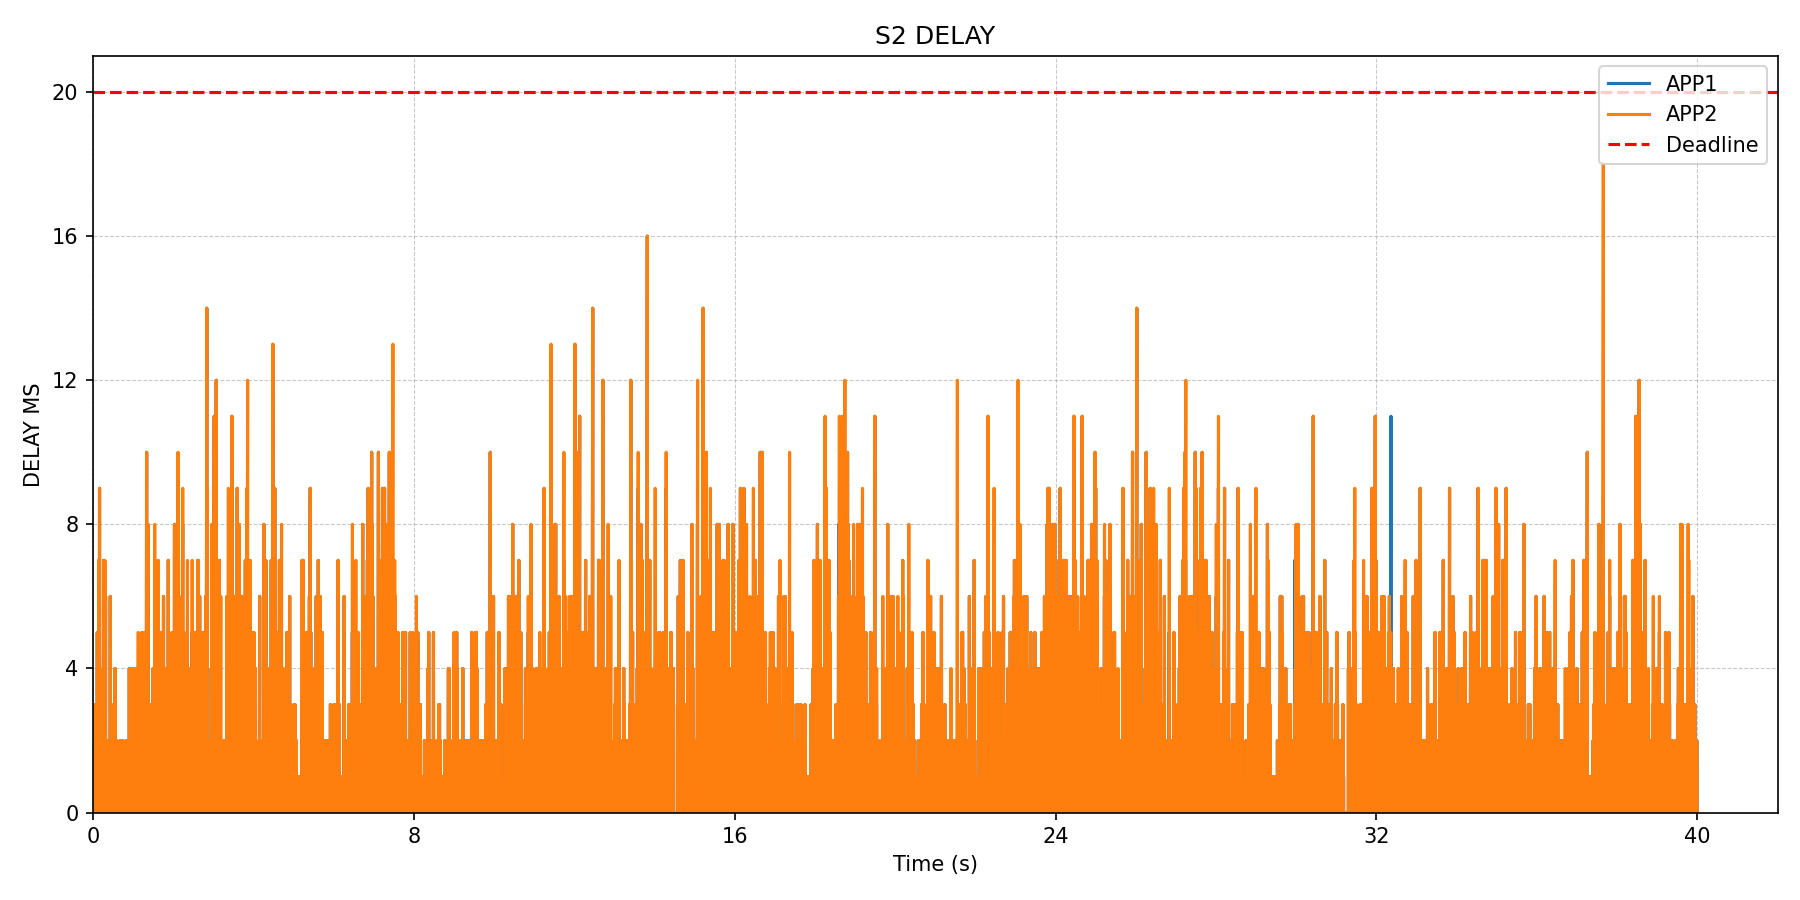 S2 DELAY
APP1
APP2
Deadline
DELAY MS
20
16
12
8
4
0
0 8 16 24 32 40
Time (s)